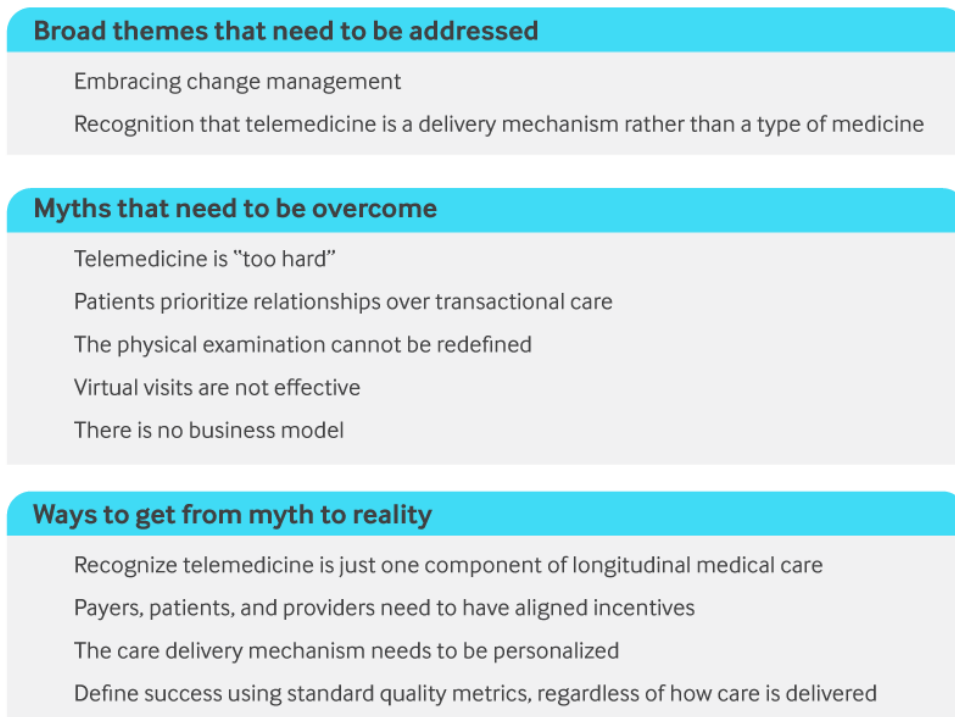 Broad themes that need to be addressed
Embracing change management
Recognition that telemedicine is a delivery mechanism rather than a type of medicine
Myths that need to be overcome
Telemedicine is “too hard”
Patients prioritize relationships over transactional care
The physical examination cannot be redefined
Virtual visits are not effective
There is no business model
Ways to get from myth to reality
Recognize telemedicine is just one component of longitudinal medical care
Payers, patients, and providers need to have aligned incentives
The care delivery mechanism needs to be personalized
Define success using standard quality metrics, regardless of how care is delivered